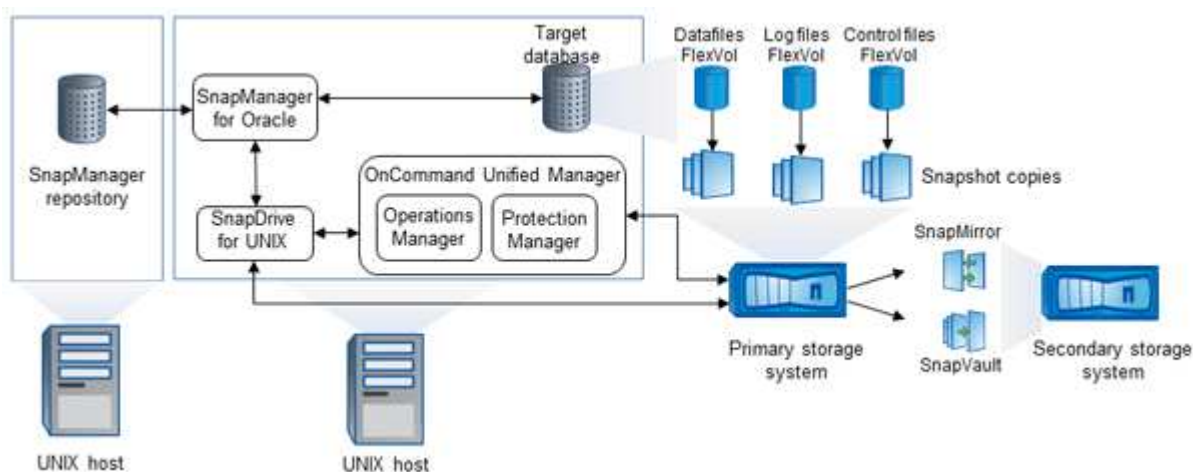 Target
database
Datafiles
FlexVol
Log files
FlexVol
Control files
FlexVol
SnapManager
for Oracle
SnapManager
repository
OnCommand Unified Manager
Operations
Manager
Protection
Manager
SnapDrive
for UNIX
Snapshot copies
SnapMirror
SnapVault
Primary storage
system
Secondary storage
system
UNIX host
UNIX host